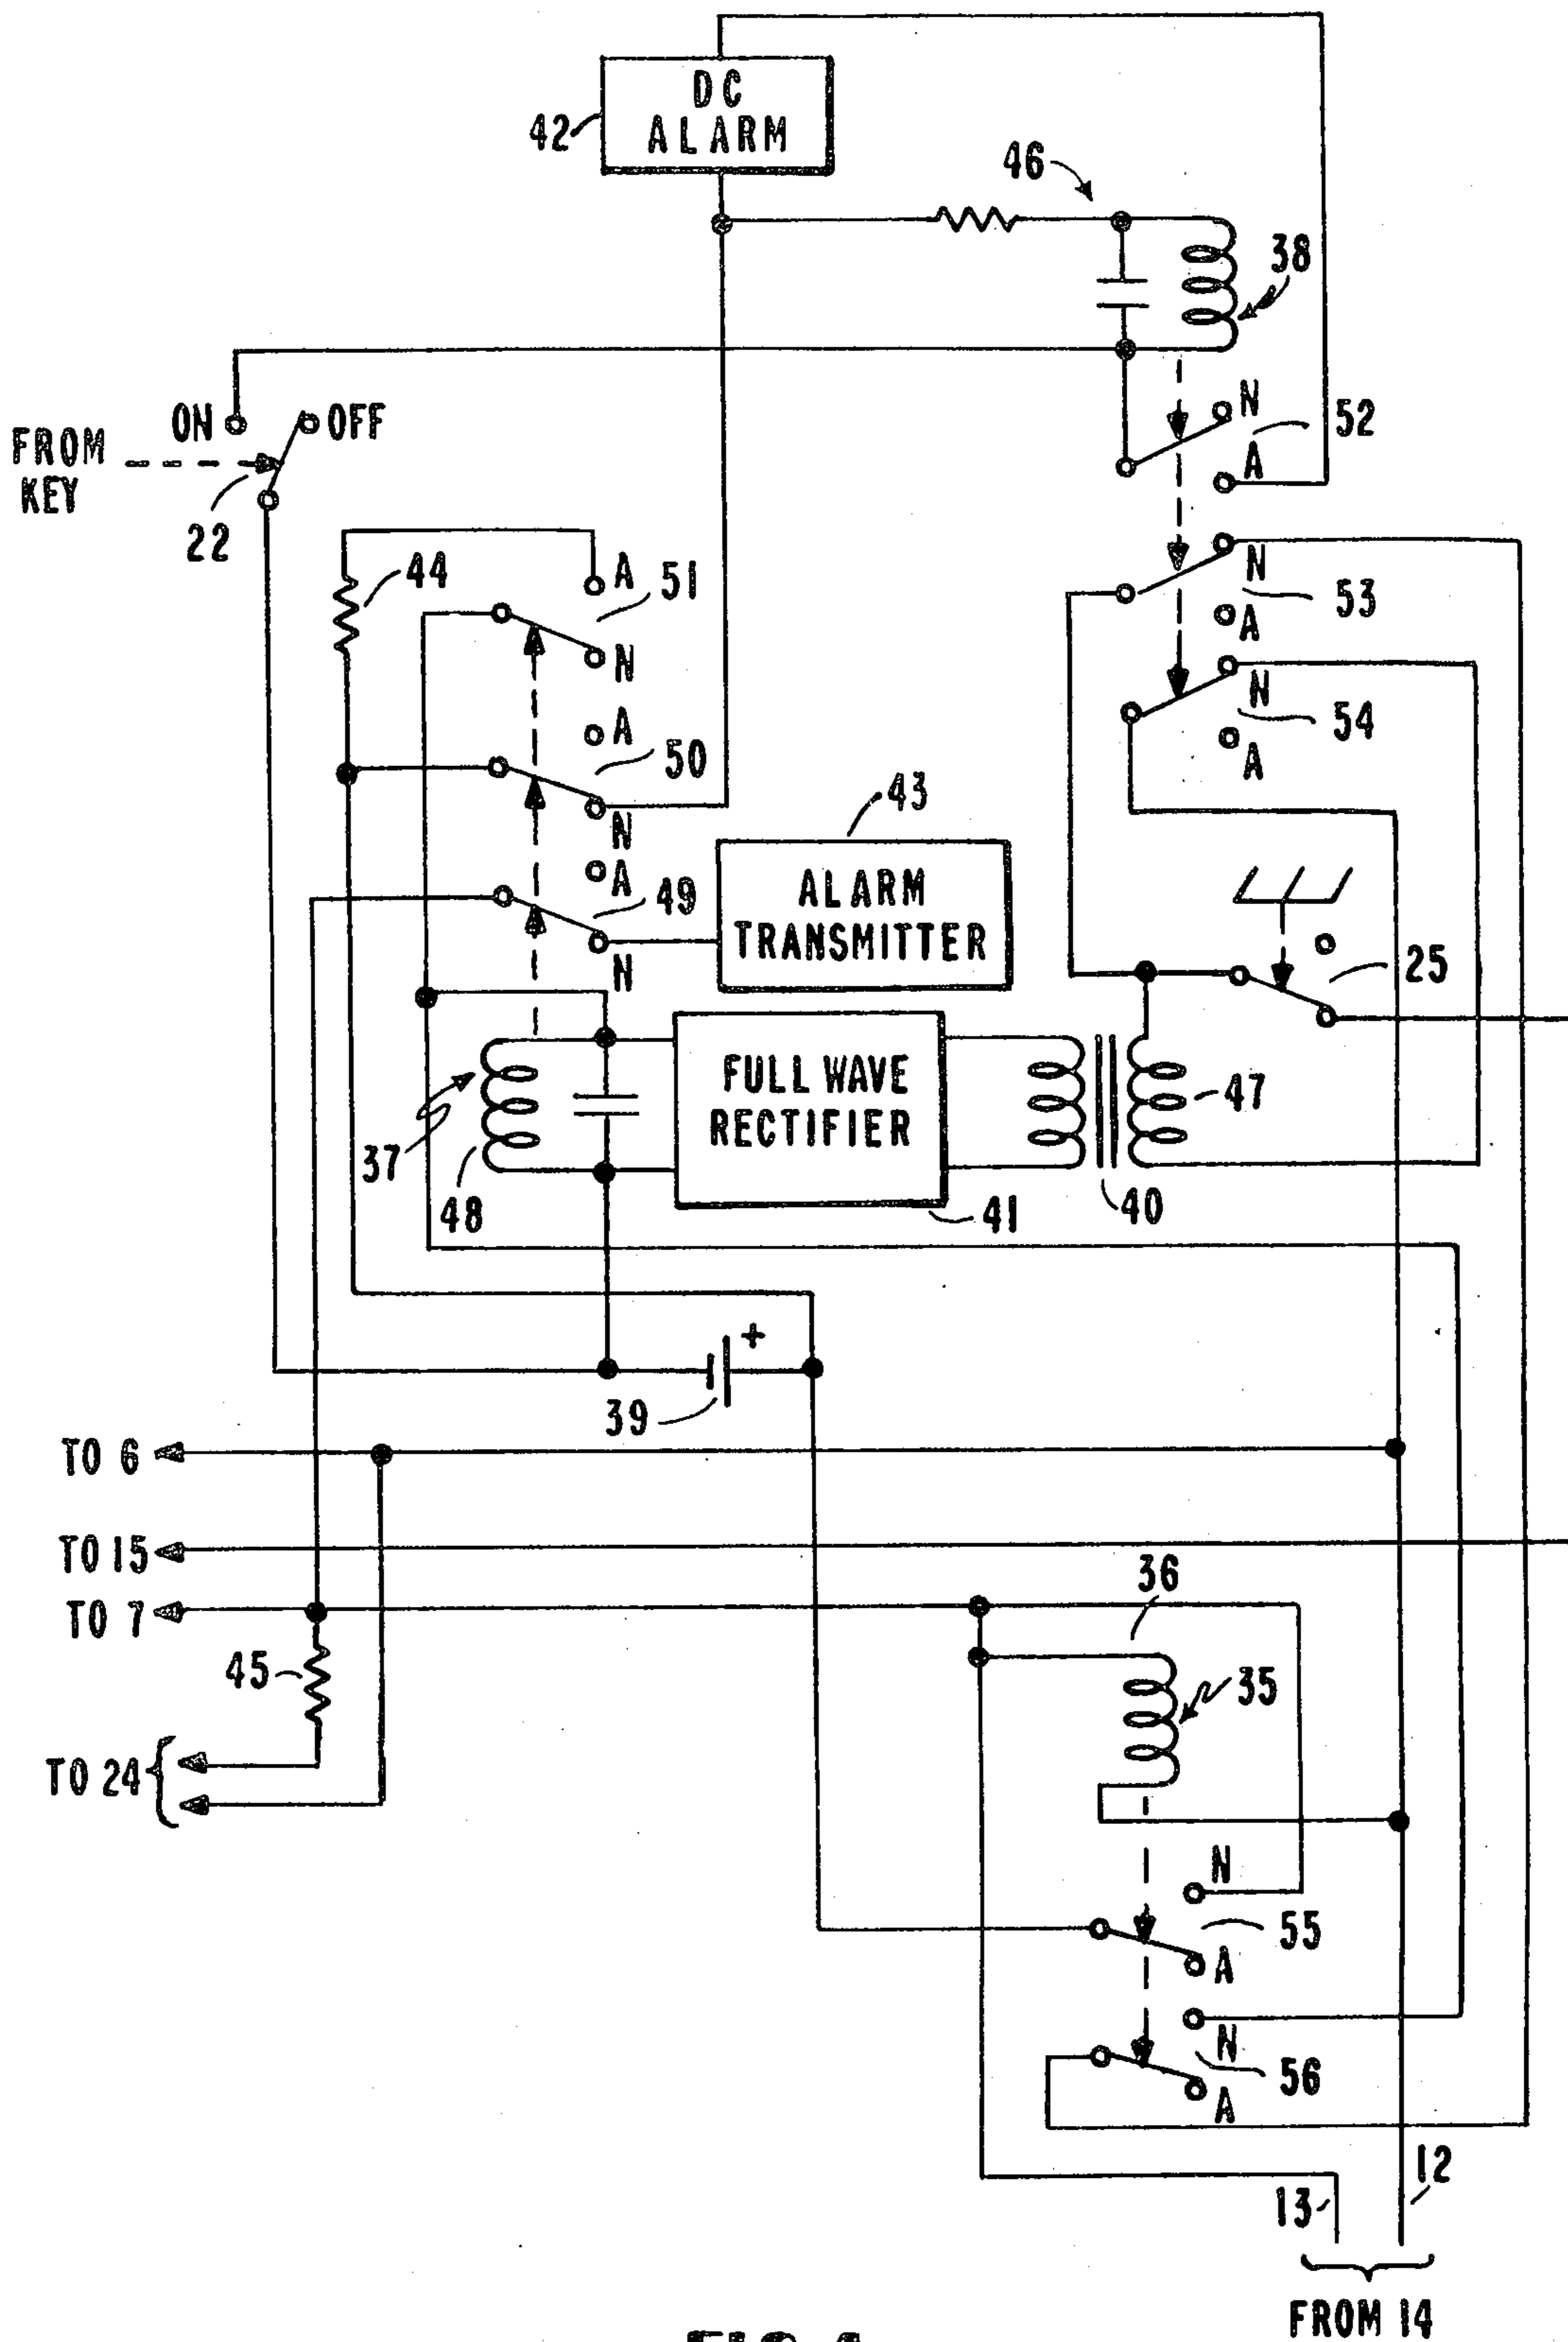 DC
ALARM
42
46
38
ON
OFF
N
52
A
FROM
KEY
22
44
A
51
N
N
53
A
A
50
N
N
54
A
43
A
49
N
ALARM
TRANSMITTER
25
37
48
FULL WAVE
RECTIFIER
41
40
47
+
39
TO 6
TO 15
TO 7
36
45
35
TO 24
N
55
A
N
56
A
12
13
FROM 14